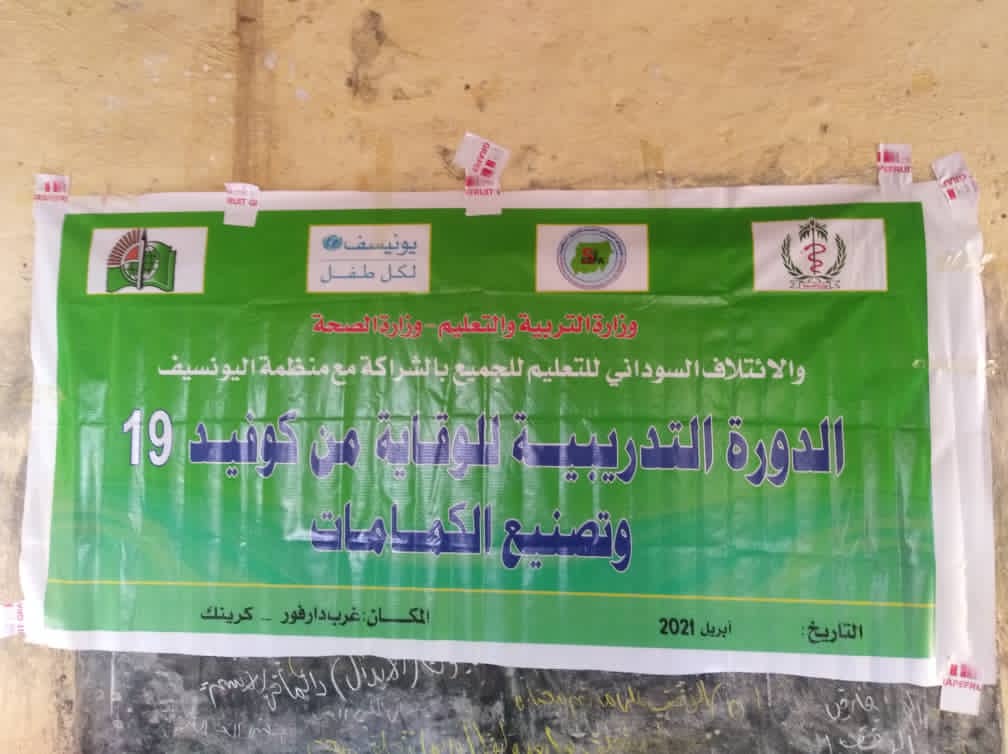 يونيسف
لكل طفل
وزارة التربية والتعليم - وزارة الصحة
والائتلاف السوداني للتعليم للجميع بالشراكة مع منظمة اليونسيف
الدورة التدريبية للوقاية من كوفيد 19
وتصنيع الكمامات
التاريخ: أبريل 2021 المكان: غرب دارفور - كرينك